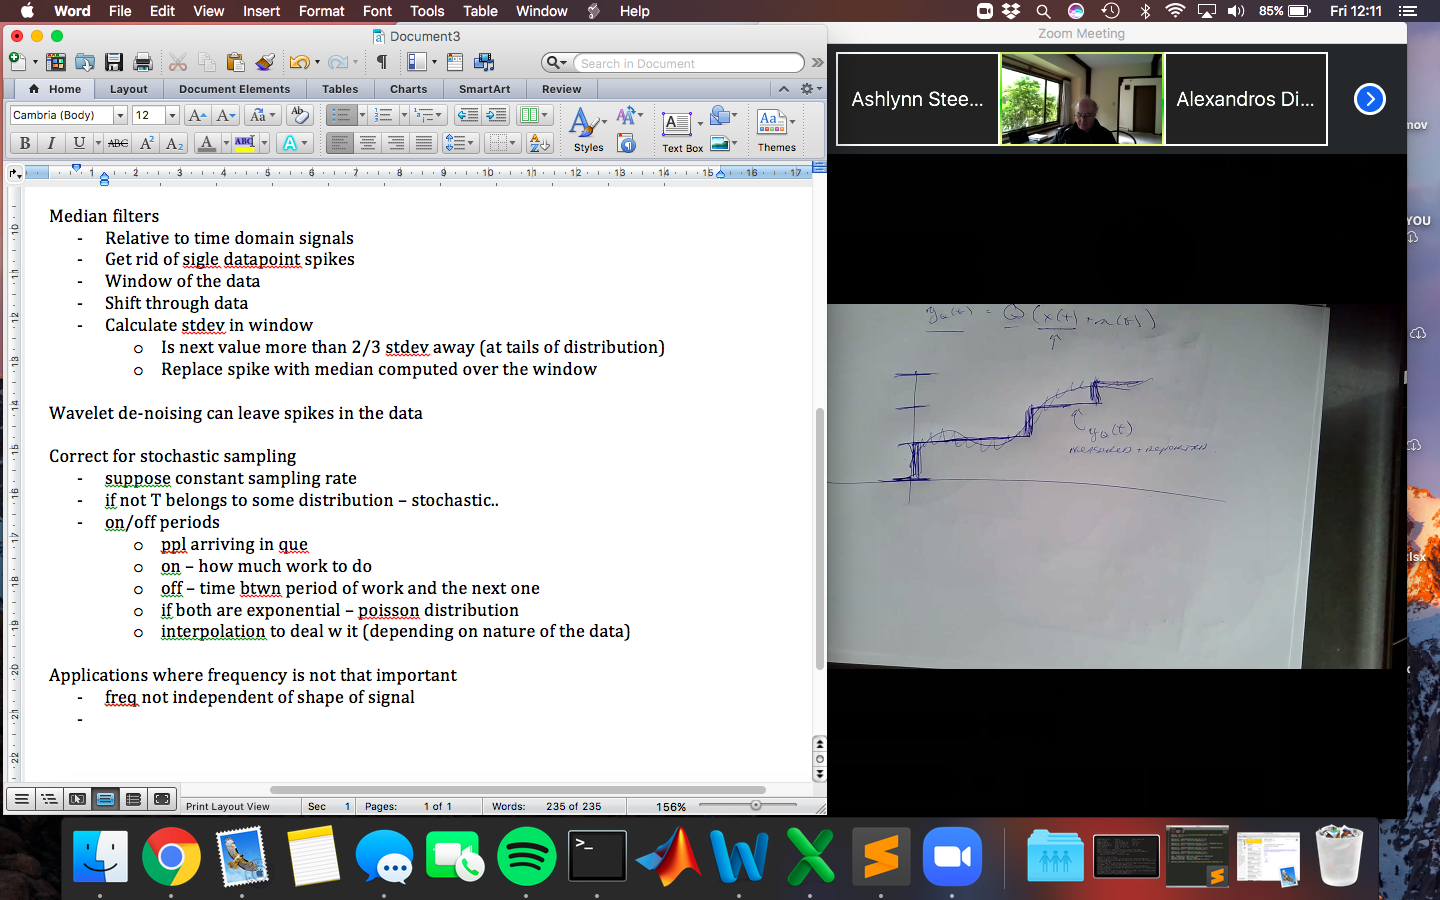 Word File Edit View Insert Format Font Tools Table Window Help 85% Fri 12:11
Document3
Search in Document
Home Layout Document Elements Tables Charts SmartArt Review
Cambria (Body) 12
Styles Text Box Themes
Median filters
- Relative to time domain signals
- Get rid of sigle datapoint spikes
- Window of the data
- Shift through data
- Calculate stdev in window
o Is next value more than 2/3 stdev away (at tails of distribution)
o Replace spike with median computed over the window
Wavelet de-noising can leave spikes in the data
Correct for stochastic sampling
- suppose constant sampling rate
- if not T belongs to some distribution – stochastic..
- on/off periods
o ppl arriving in que
o on – how much work to do
o off – time btwn period of work and the next one
o if both are exponential – poisson distribution
o interpolation to deal w it (depending on nature of the data)
Applications where frequency is not that important
- freq not independent of shape of signal
-
Print Layout View Sec 1 Pages: 1 of 1 Words: 235 of 235 156%
Zoom Meeting
Ashlynn Stee...
Alexandros Di...
yQ(t) = Q (x(t) + n(t))
yQ(t)
MEASURED + REPORTED
mov
YOU
lsx